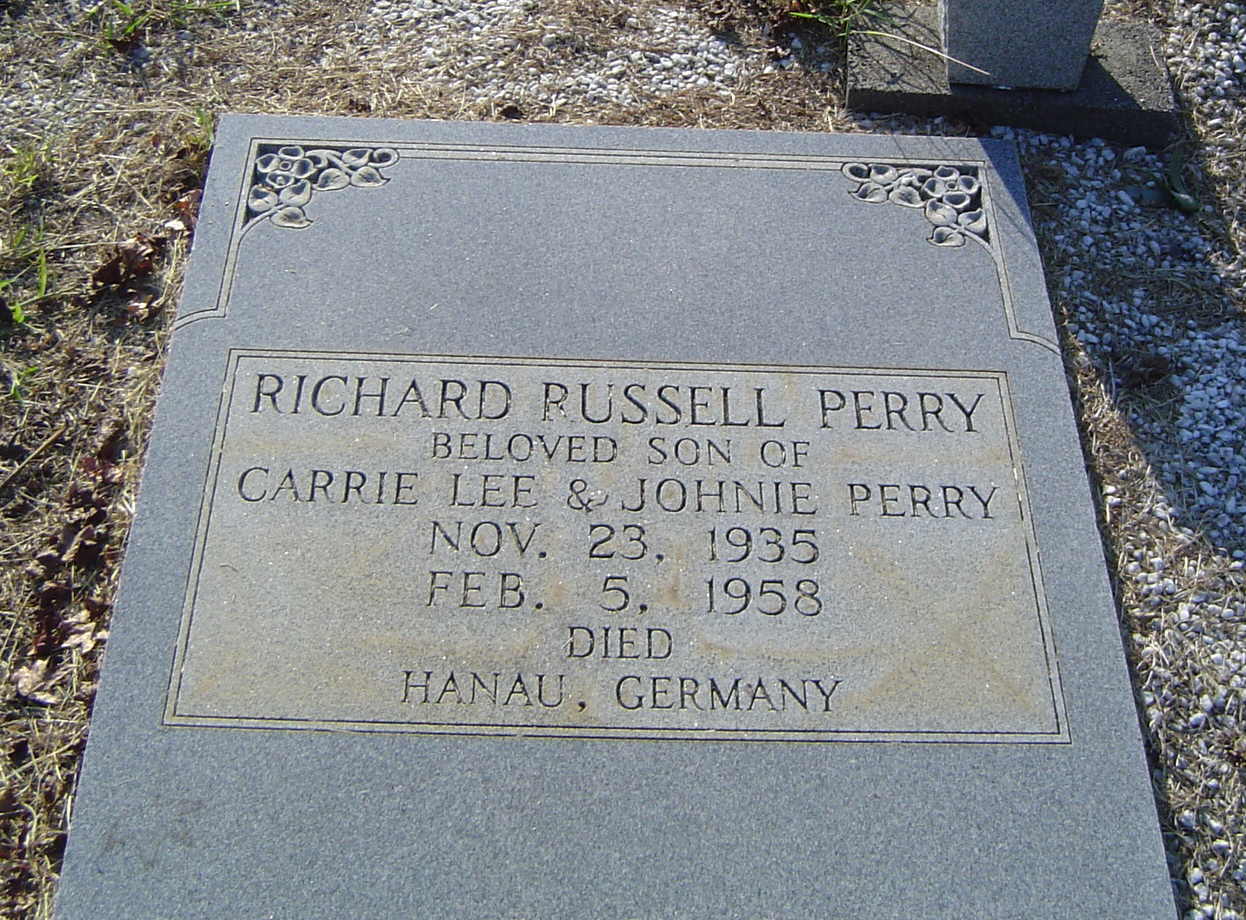 RICHARD RUSSELL PERRY
BELOVED SON OF
CARRIE LEE & JOHNIE PERRY
NOV. 23, 1935
FEB. 5, 1958
DIED
HANAU, GERMANY